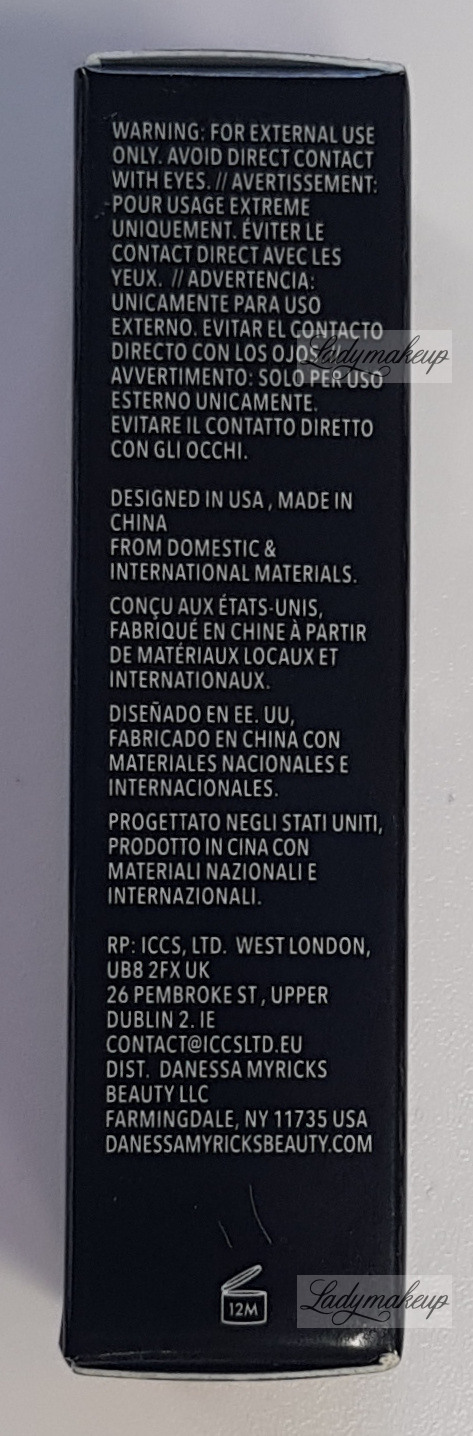 WARNING: FOR EXTERNAL USE
ONLY. AVOID DIRECT CONTACT
WITH EYES. // AVERTISSEMENT:
POUR USAGE EXTREME
UNIQUEMENT. ÉVITER LE
CONTACT DIRECT AVEC LES
YEUX. // ADVERTENCIA:
UNICAMENTE PARA USO
EXTERNO. EVITAR EL CONTACTO
DIRECTO CON LOS OJOS.
Ladymakeup
AVVERTIMENTO: SOLO PER USO
ESTERNO UNICAMENTE.
EVITARE IL CONTATTO DIRETTO
CON GLI OCCHI.
DESIGNED IN USA , MADE IN
CHINA
FROM DOMESTIC &
INTERNATIONAL MATERIALS.
CONÇU AUX ÉTATS-UNIS,
FABRIQUÉ EN CHINE À PARTIR
DE MATÉRIAUX LOCAUX ET
INTERNATIONAUX.
DISEÑADO EN EE. UU,
FABRICADO EN CHINA CON
MATERIALES NACIONALES E
INTERNACIONALES.
PROGETTATO NEGLI STATI UNITI,
PRODOTTO IN CINA CON
MATERIALI NAZIONALI E
INTERNAZIONALI.
RP: ICCS, LTD. WEST LONDON,
UB8 2FX UK
26 PEMBROKE ST , UPPER
DUBLIN 2. IE
CONTACT@ICCSLTD.EU
DIST. DANESSA MYRICKS
BEAUTY LLC
FARMINGDALE, NY 11735 USA
DANESSAMYRICKSBEAUTY.COM
12M
Ladymakeup